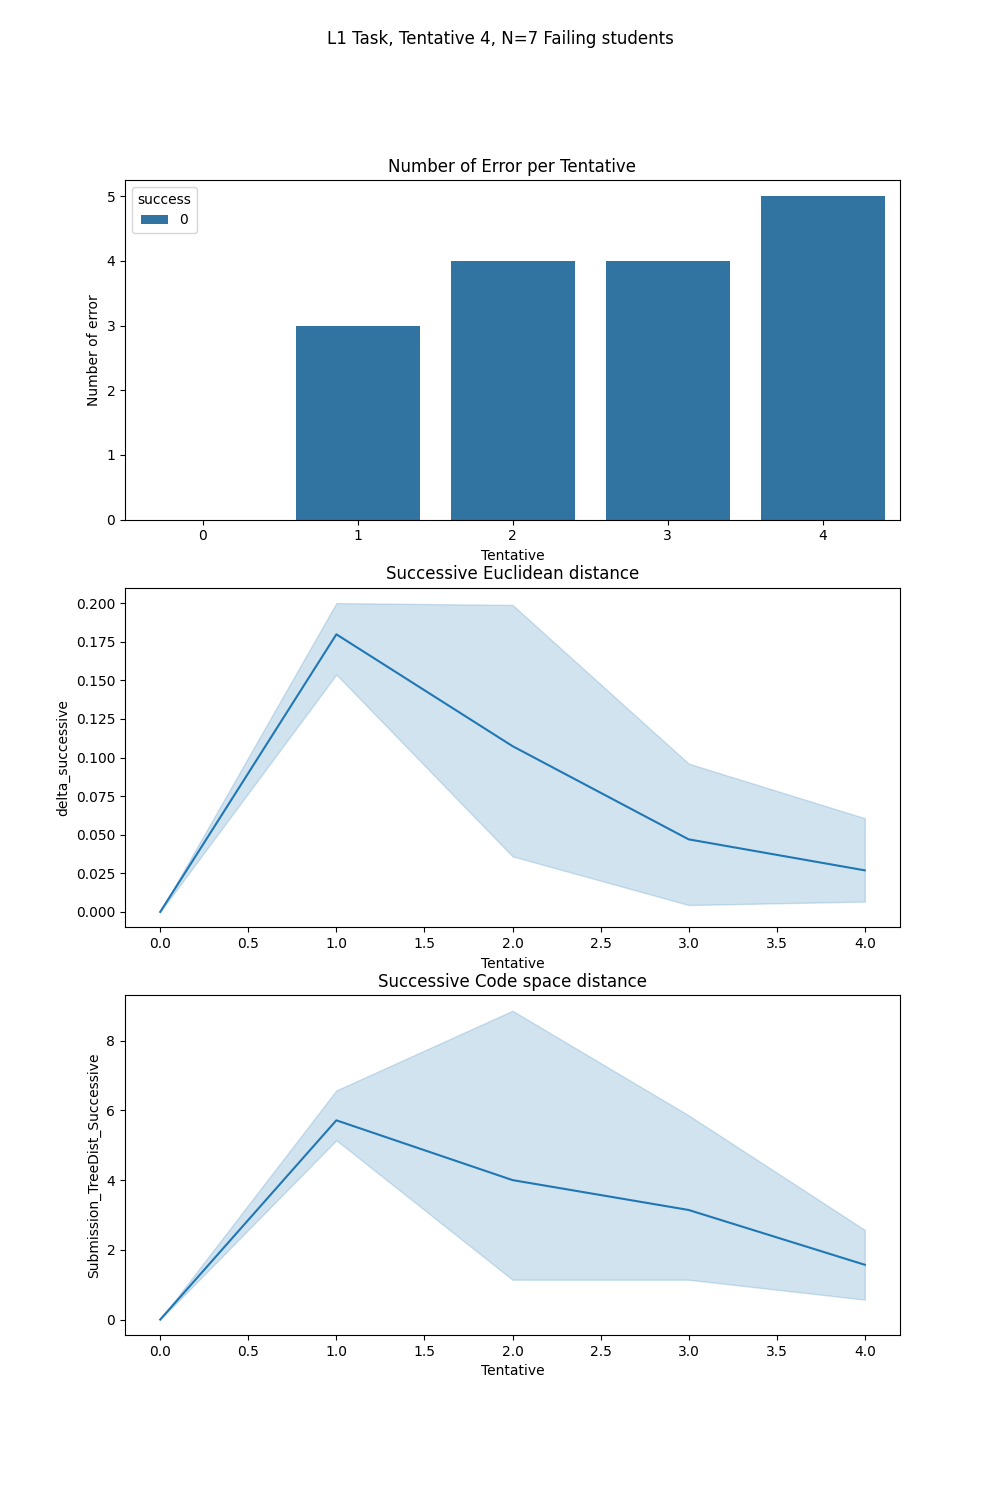 L1 Task, Tentative 4, N=7 Failing students
Number of Error per Tentative
success
0
5
4
3
2
1
0
Number of error
0 1 2 3 4
Tentative
Successive Euclidean distance
0.200
0.175
0.150
0.125
0.100
0.075
0.050
0.025
0.000
delta_successive
0.0 0.5 1.0 1.5 2.0 2.5 3.0 3.5 4.0
Tentative
Successive Code space distance
8
6
4
2
0
Submission_TreeDist_Successive
0.0 0.5 1.0 1.5 2.0 2.5 3.0 3.5 4.0
Tentative